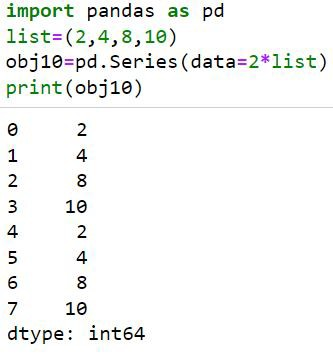 import pandas as pd
list=(2,4,8,10)
obj10=pd.Series(data=2*list)
print(obj10)
0 2
1 4
2 8
3 10
4 2
5 4
6 8
7 10
dtype: int64